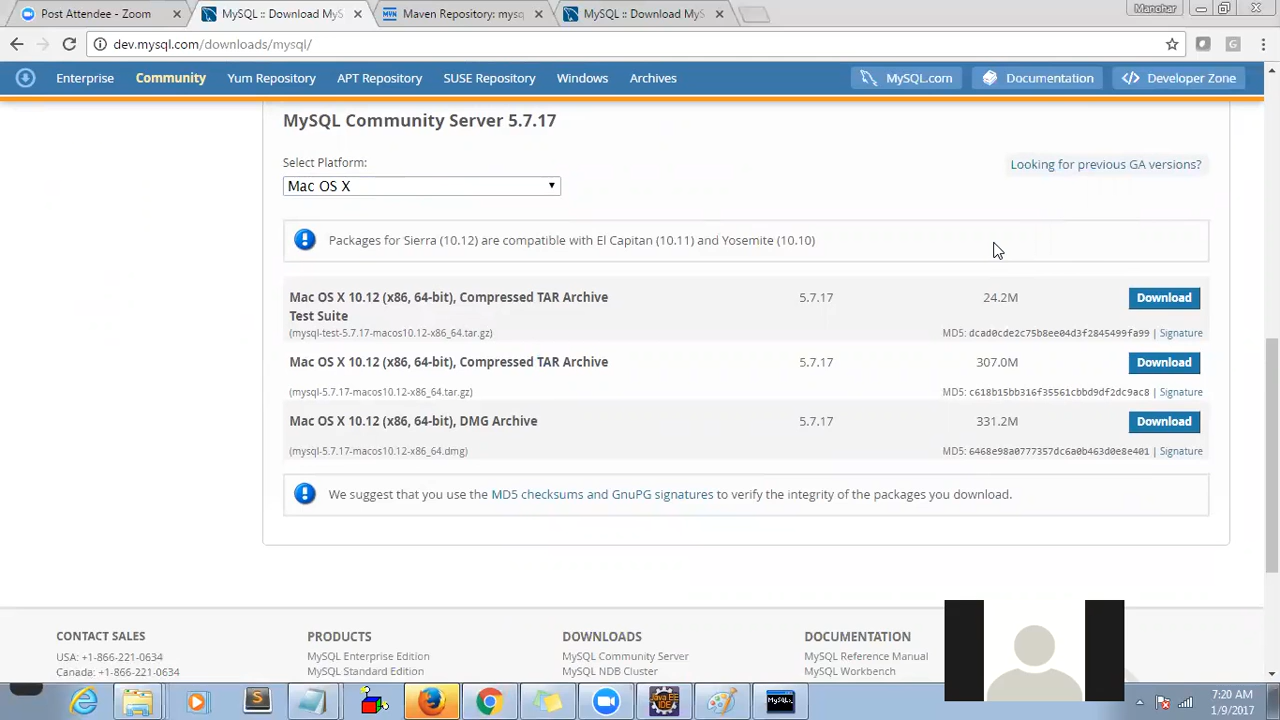 Post Attendee - Zoom
MySQL :: Download MyS
Maven Repository: mysq
MySQL :: Download MyS
Manohar
dev.mysql.com/downloads/mysql/
Enterprise
Community
Yum Repository
APT Repository
SUSE Repository
Windows
Archives
MySQL.com
Documentation
Developer Zone
MySQL Community Server 5.7.17
Select Platform:
Looking for previous GA versions?
Mac OS X
Packages for Sierra (10.12) are compatible with El Capitan (10.11) and Yosemite (10.10)
Mac OS X 10.12 (x86, 64-bit), Compressed TAR Archive 5.7.17 24.2M Download
Test Suite
(mysql-test-5.7.17-macos10.12-x86_64.tar.gz) MD5: dcad0cde2c75b8ee04d3f2845499fa99 | Signature
Mac OS X 10.12 (x86, 64-bit), Compressed TAR Archive 5.7.17 307.0M Download
(mysql-5.7.17-macos10.12-x86_64.tar.gz) MD5: c618b15bb316f35561cbbd9df2dc9ac8 | Signature
Mac OS X 10.12 (x86, 64-bit), DMG Archive 5.7.17 331.2M Download
(mysql-5.7.17-macos10.12-x86_64.dmg) MD5: 6468e98a0777357dc6a0b463d0e8e401 | Signature
We suggest that you use the MD5 checksums and GnuPG signatures to verify the integrity of the packages you download.
CONTACT SALES
USA: +1-866-221-0634
Canada: +1-866-221-0634
PRODUCTS
MySQL Enterprise Edition
MySQL Standard Edition
DOWNLOADS
MySQL Community Server
MySQL NDB Cluster
DOCUMENTATION
MySQL Reference Manual
MySQL Workbench
7:20 AM
1/9/2017